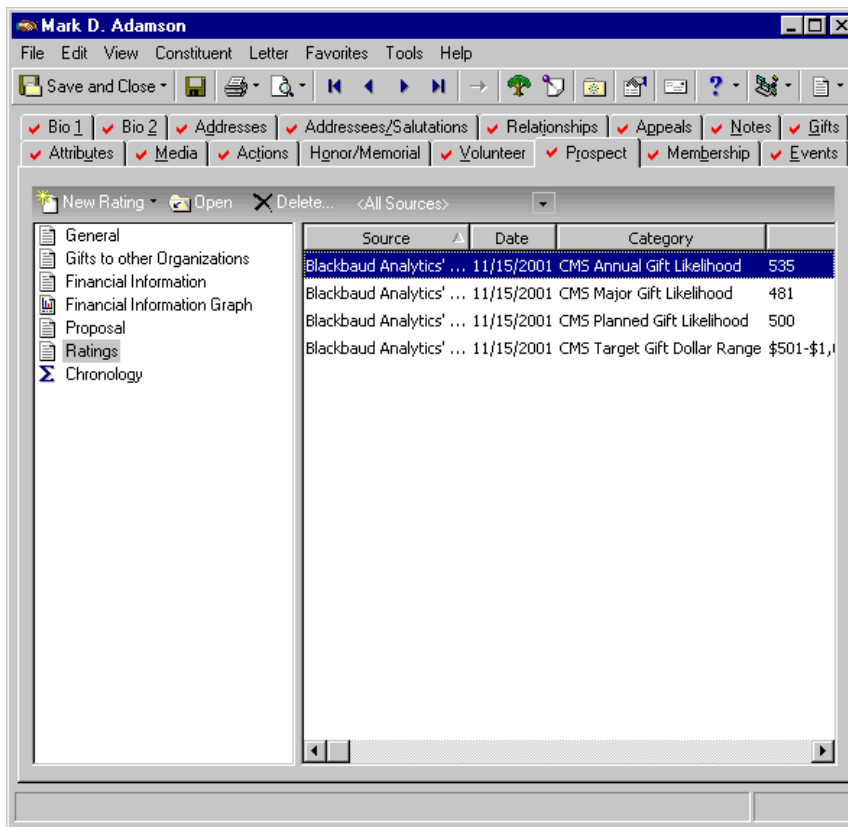 Mark D. Adamson
File Edit View Constituent Letter Favorites Tools Help
Save and Close
Bio 1 Bio 2 Addresses Addressees/Salutations Relationships Appeals Notes Gifts
Attributes Media Actions Honor/Memorial Volunteer Prospect Membership Events
New Rating Open Delete... <All Sources>
General
Gifts to other Organizations
Financial Information
Financial Information Graph
Proposal
Ratings
Chronology
Source Date Category
Blackbaud Analytics' ... 11/15/2001 CMS Annual Gift Likelihood 535
Blackbaud Analytics' ... 11/15/2001 CMS Major Gift Likelihood 481
Blackbaud Analytics' ... 11/15/2001 CMS Planned Gift Likelihood 500
Blackbaud Analytics' ... 11/15/2001 CMS Target Gift Dollar Range $501-$1,